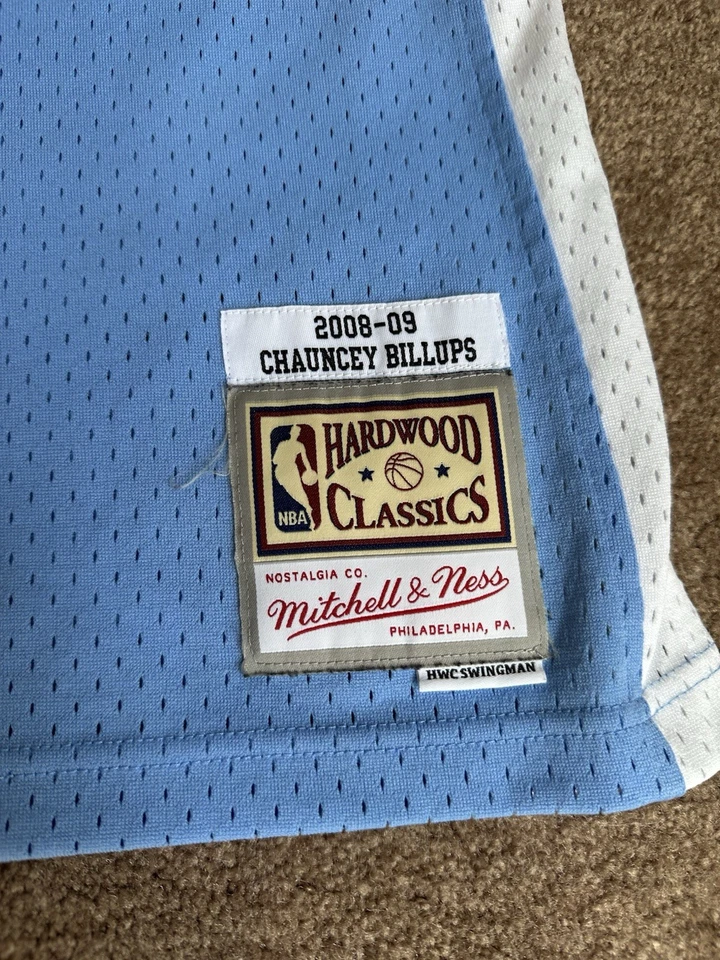 2008-09
CHAUNCEY BILLUPS
HARDWOOD
CLASSICS
NBA
NOSTALGIA CO.
Mitchell & Ness
PHILADELPHIA, PA.
HWC SWINGMAN